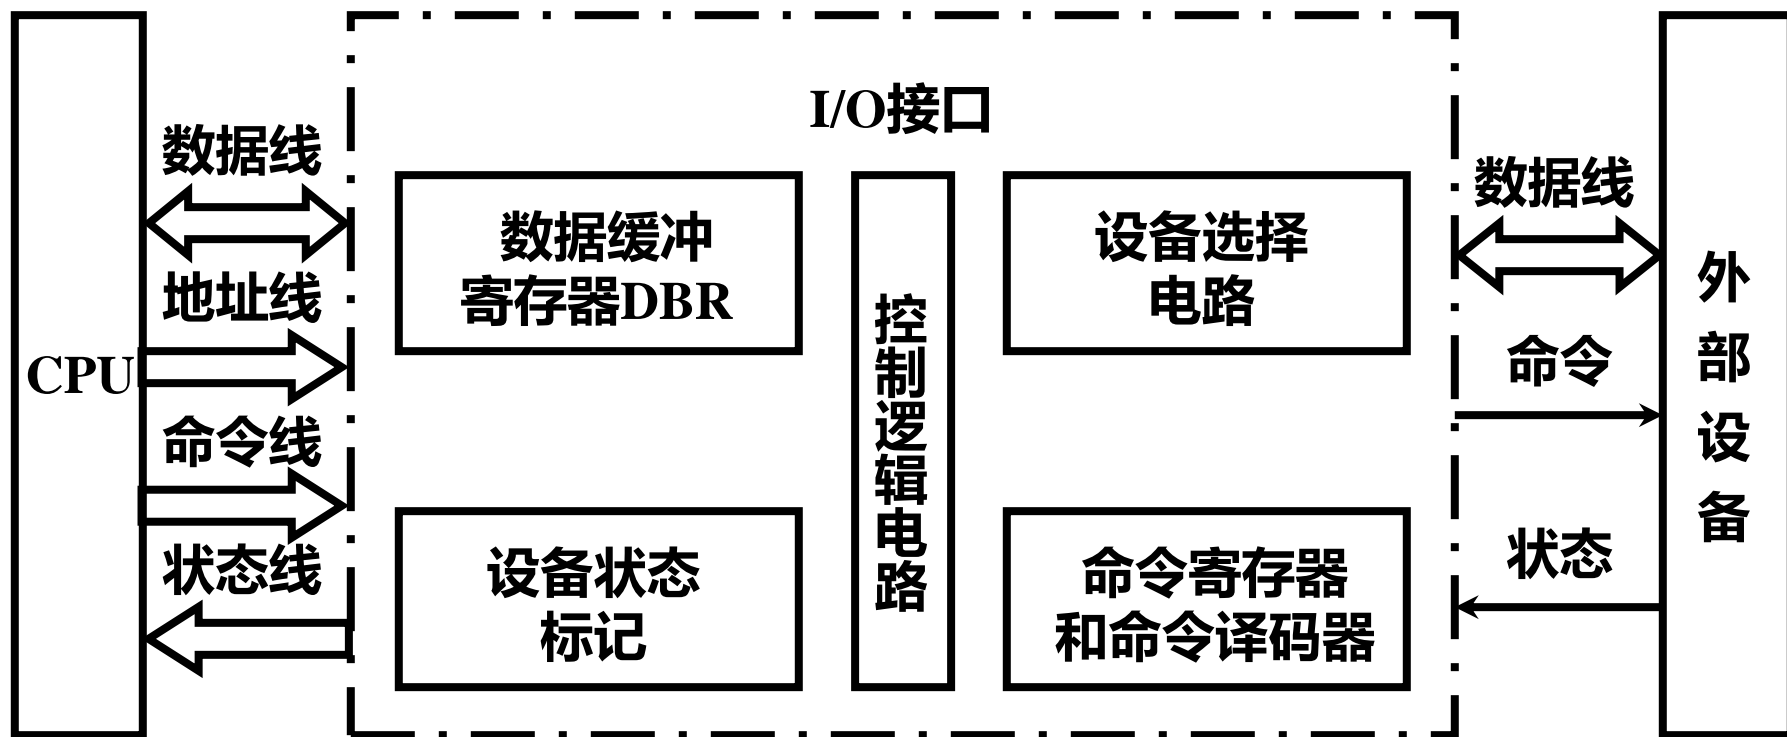 I/O接口
CPU
数据线
地址线
命令线
状态线
数据缓冲
寄存器DBR
设备状态
标记
控制逻辑电路
设备选择
电路
命令寄存器
和命令译码器
数据线
命令
状态
外部设备